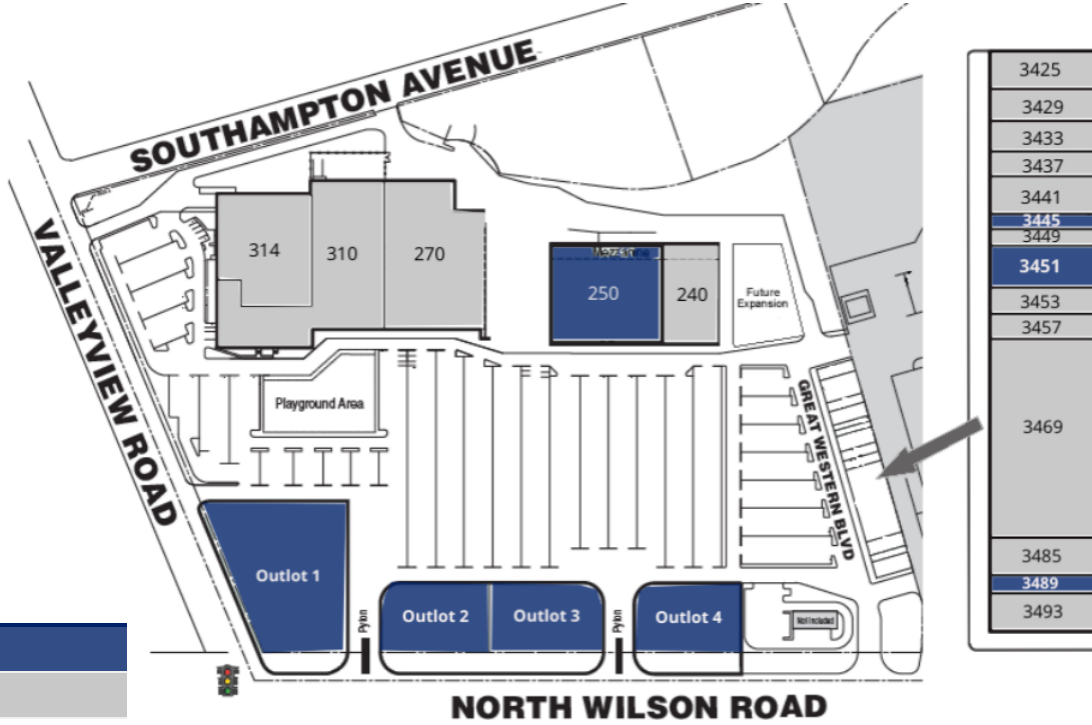 SOUTHAMPTON AVENUE
VALLEYVIEW ROAD
314
310
270
250
240
Future
Expansion
Playground Area
GREAT WESTERN BLVD
Outlot 1
Pylon
Outlot 2
Outlot 3
Pylon
Outlot 4
Not Included
NORTH WILSON ROAD
3425
3429
3433
3437
3441
3445
3449
3451
3453
3457
3469
3485
3489
3493